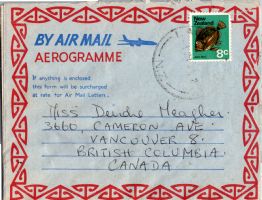 BY AIR MAIL
AEROGRAMME
If anything is enclosed
this form will be surcharged
at rate for Air Mail Letters.
New
Zealand
8c
Miss Deirdre Meagher
3660, CAMERON AVE
VANCOUVER 8.
BRITISH COLUMBIA
CANADA